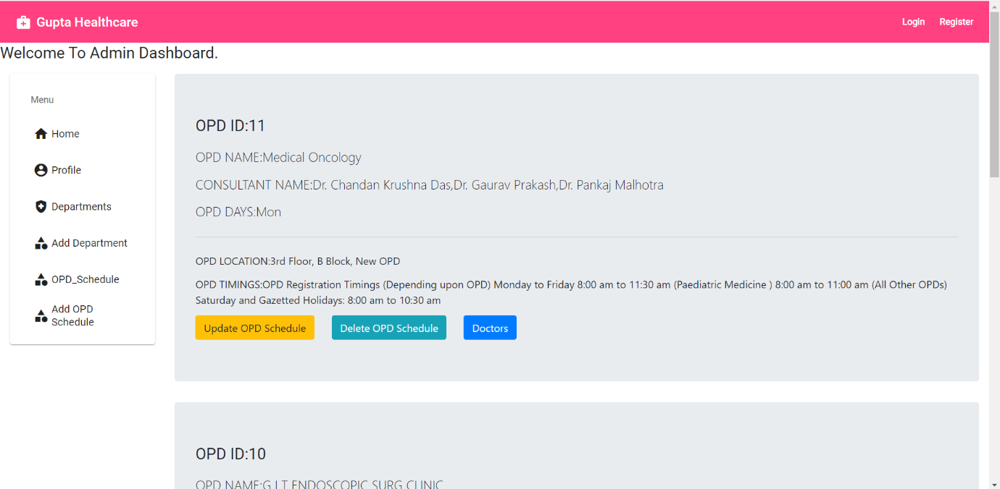 Gupta Healthcare
Login
Register
Welcome To Admin Dashboard.
Menu
Home
Profile
Departments
Add Department
OPD_Schedule
Add OPD
Schedule
OPD ID:11
OPD NAME:Medical Oncology
CONSULTANT NAME:Dr. Chandan Krushna Das,Dr. Gaurav Prakash,Dr. Pankaj Malhotra
OPD DAYS:Mon
OPD LOCATION:3rd Floor, B Block, New OPD
OPD TIMINGS:OPD Registration Timings (Depending upon OPD) Monday to Friday 8:00 am to 11:30 am (Paediatric Medicine ) 8:00 am to 11:00 am (All Other OPDs)
Saturday and Gazetted Holidays: 8:00 am to 10:30 am
Update OPD Schedule
Delete OPD Schedule
Doctors
OPD ID:10
OPD NAME:G.I.T ENDOSCOPIC SURG CLINIC